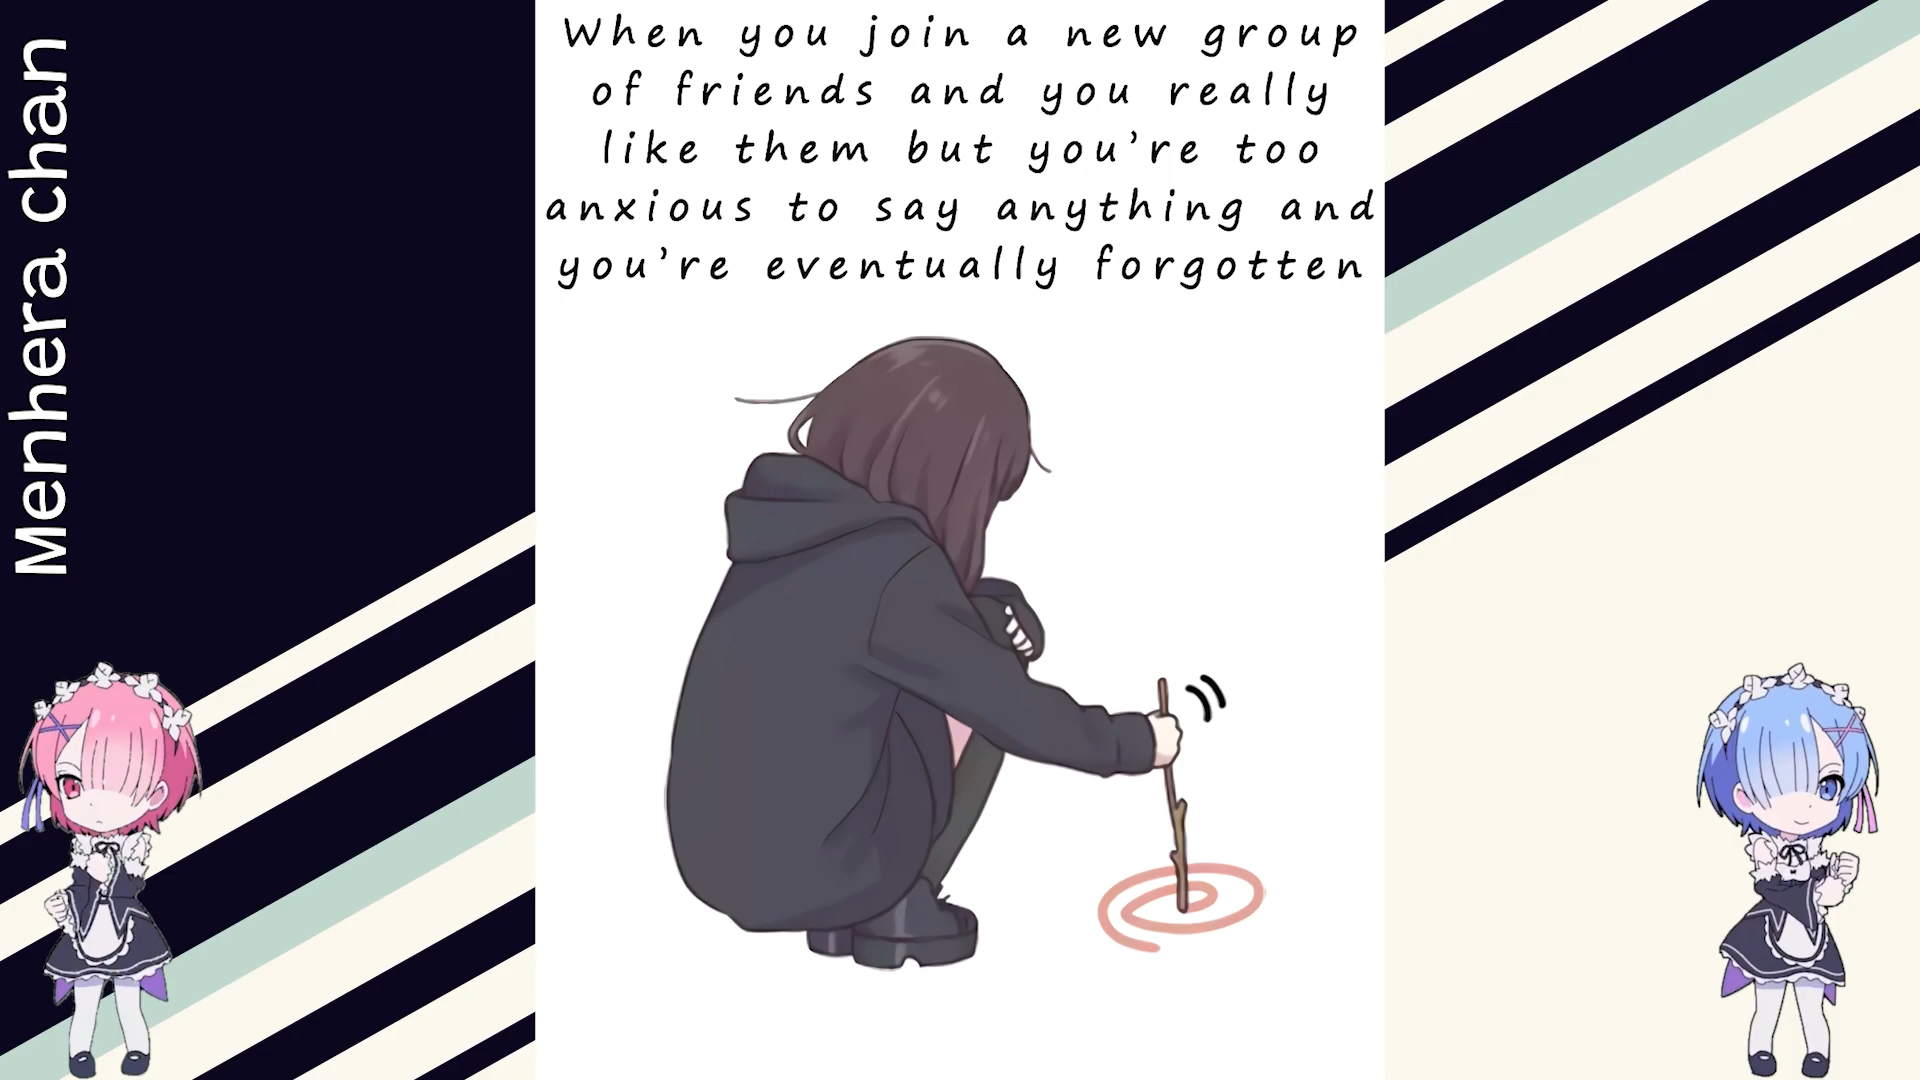 Menhera chan
When you join a new group
of friends and you really
like them but you’re too
anxious to say anything and
you’re eventually forgotten